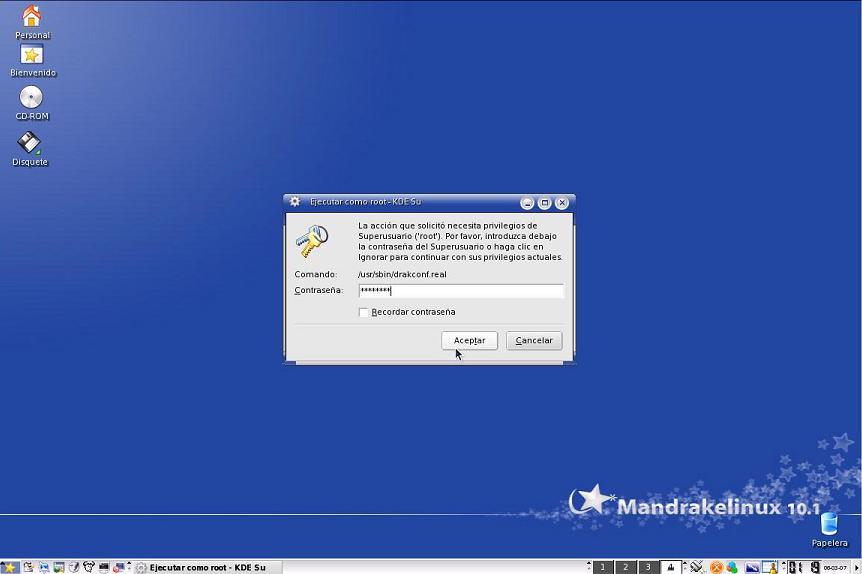 Personal
Bienvenido
CD-ROM
Disquete
Ejecutar como root - KDE Su
La acción que solicitó necesita privilegios de
Superusuario ('root'). Por favor, introduzca debajo
la contraseña del Superusuario o haga clic en
Ignorar para continuar con sus privilegios actuales.
Comando: /usr/sbin/drakconf.real
Contraseña: ********
Recordar contraseña
Aceptar Cancelar
Mandrakelinux 10.1
Papelera
Ejecutar como root - KDE Su
1 2 3
06-03-07